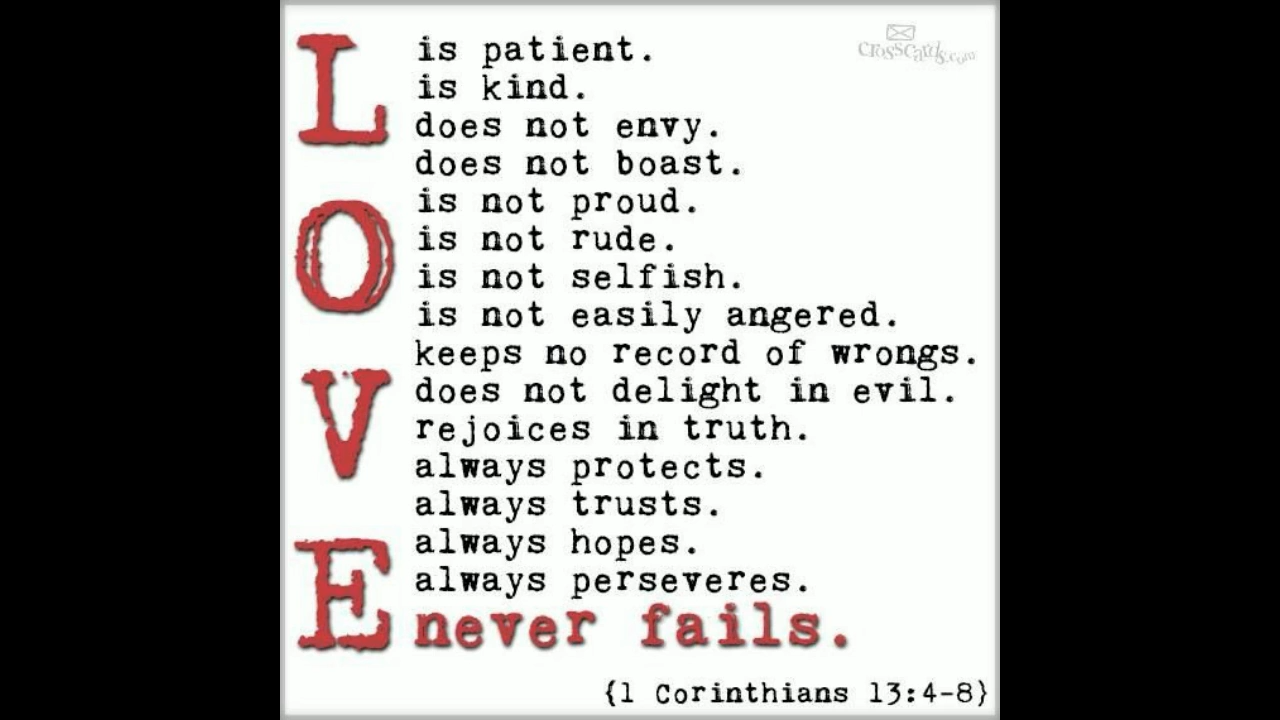 LOVE
is patient.
is kind.
does not envy.
does not boast.
is not proud.
is not rude.
is not selfish.
is not easily angered.
keeps no record of wrongs.
does not delight in evil.
rejoices in truth.
always protects.
always trusts.
always hopes.
always perseveres.
never fails.
{1 Corinthians 13:4-8}
crosscards.com